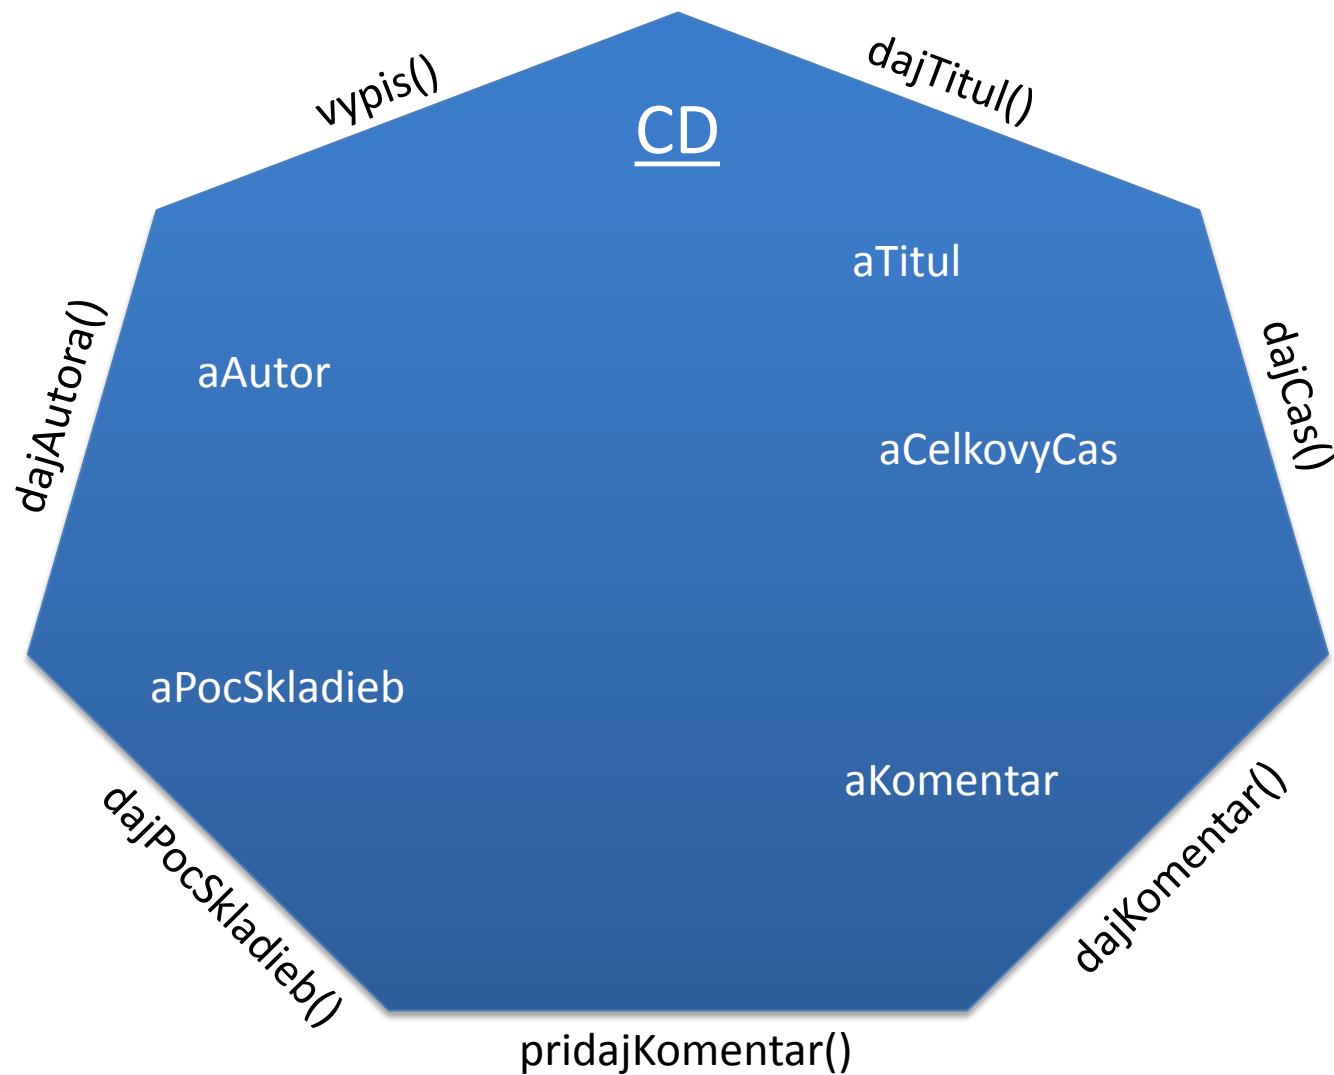 vypis()
dajTitul()
CD
aTitul
dajAutora()
aAutor
dajCas()
aCelkovyCas
aPocSkladieb
aKomentar
dajPocSkladieb()
dajKomentar()
pridajKomentar()